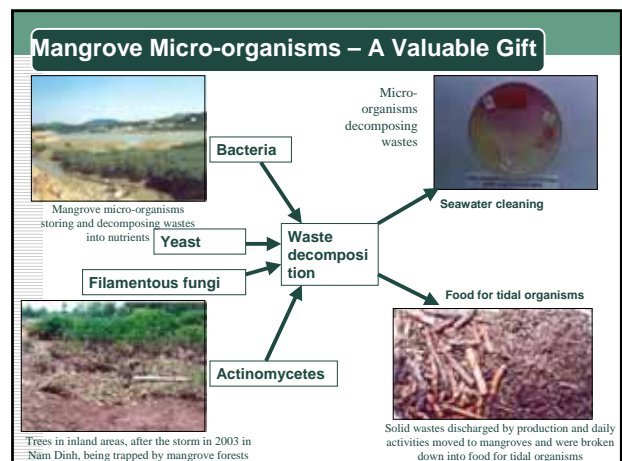 Mangrove Micro-organisms – A Valuable Gift
Micro-
organisms
decomposing
wastes
Bacteria
Mangrove micro-organisms
storing and decomposing wastes
into nutrients
Yeast
Filamentous fungi
Actinomycetes
Waste
decomposi
tion
Seawater cleaning
Food for tidal organisms
Trees in inland areas, after the storm in 2003 in
Nam Dinh, being trapped by mangrove forests
Solid wastes discharged by production and daily
activities moved to mangroves and were broken
down into food for tidal organisms